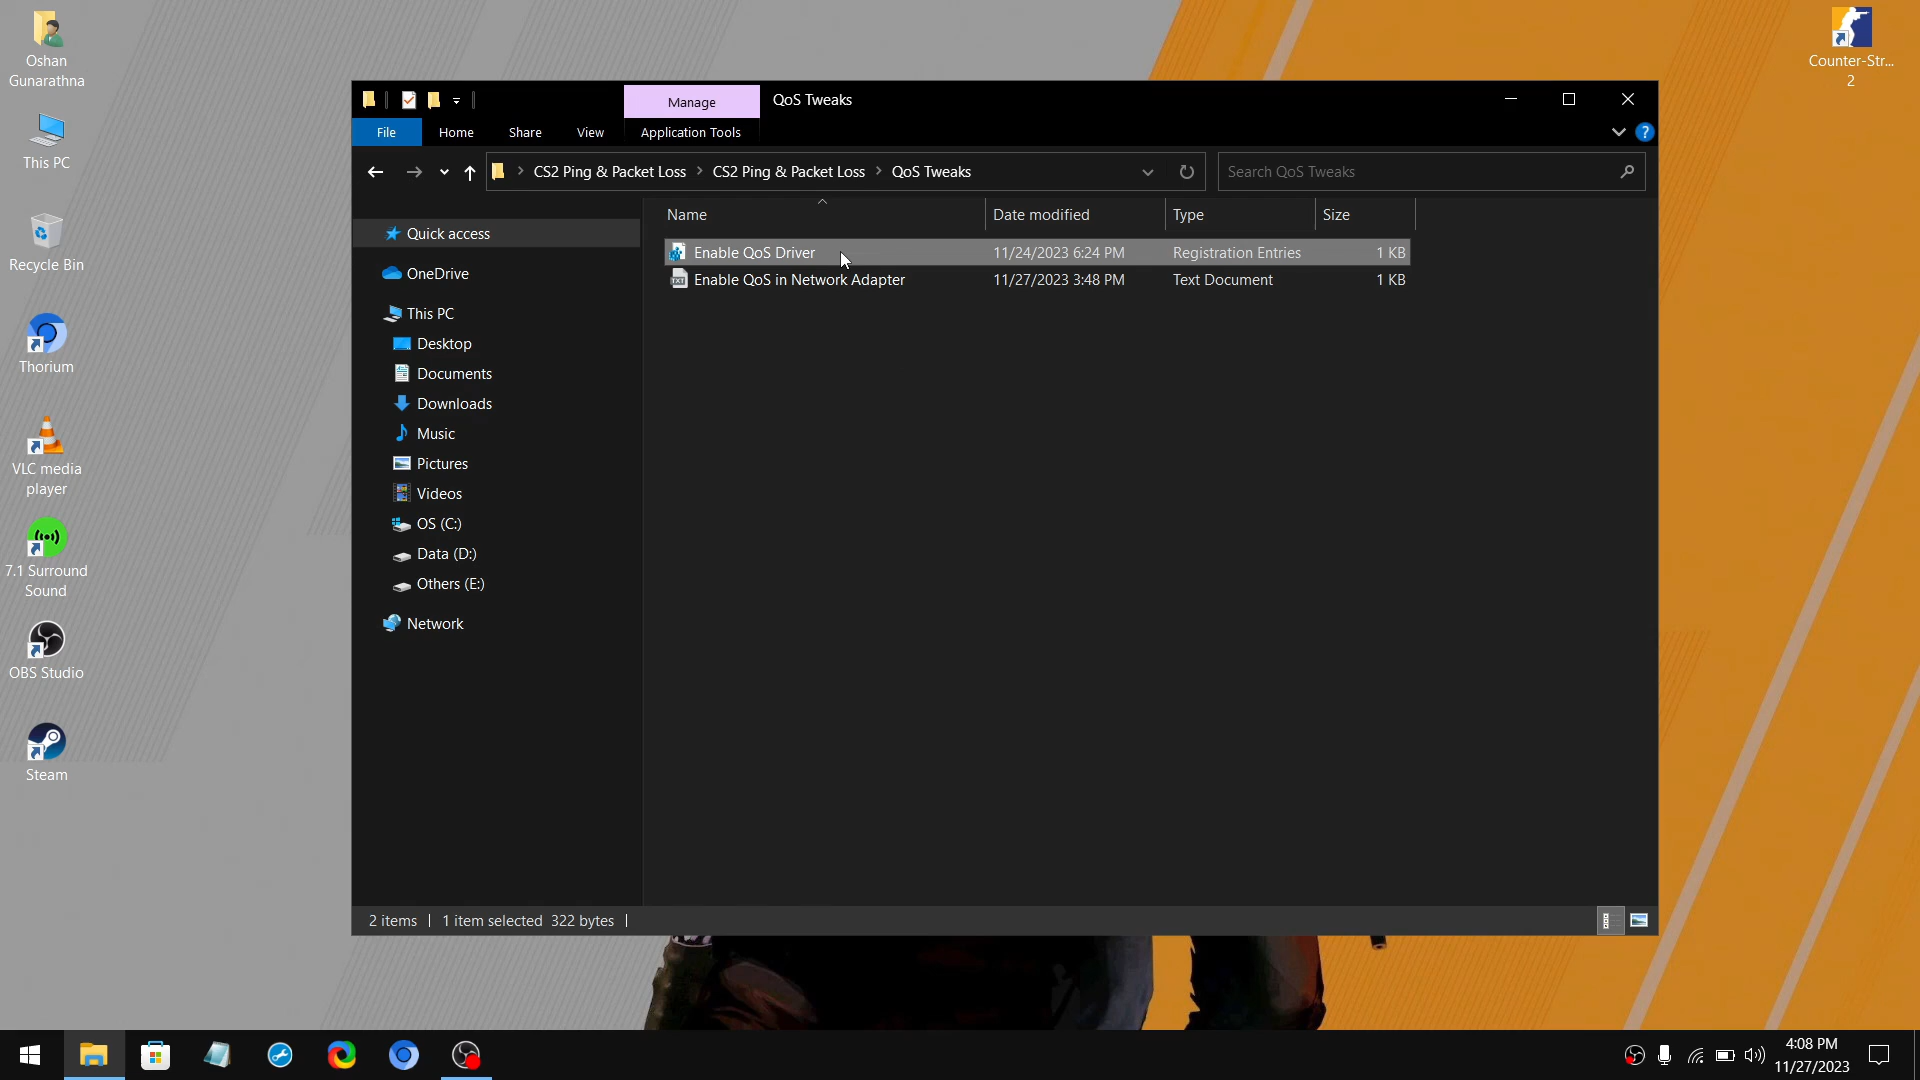 Oshan
Gunarathna
This PC
Recycle Bin
Thorium
VLC media
player
7.1 Surround
Sound
OBS Studio
Steam
Counter-Str...
2
Manage
QoS Tweaks
File
Home
Share
View
Application Tools
?
CS2 Ping & Packet Loss
CS2 Ping & Packet Loss
QoS Tweaks
Search QoS Tweaks
Name
Date modified
Type
Size
Enable QoS Driver
11/24/2023 6:24 PM
Registration Entries
1 KB
TXT
Enable QoS in Network Adapter
11/27/2023 3:48 PM
Text Document
1 KB
Quick access
OneDrive
This PC
Desktop
Documents
Downloads
Music
Pictures
Videos
OS (C:)
Data (D:)
Others (E:)
Network
2 items
1 item selected 322 bytes
4:08 PM
11/27/2023